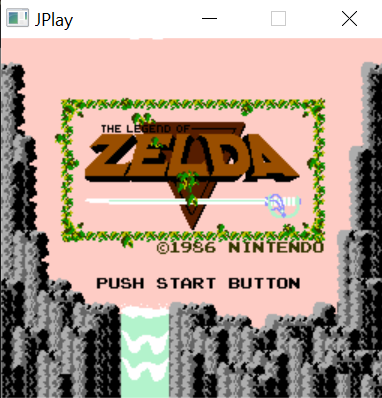 JPlay
THE LEGEND OF
ZELDA
©1986 NINTENDO
PUSH START BUTTON